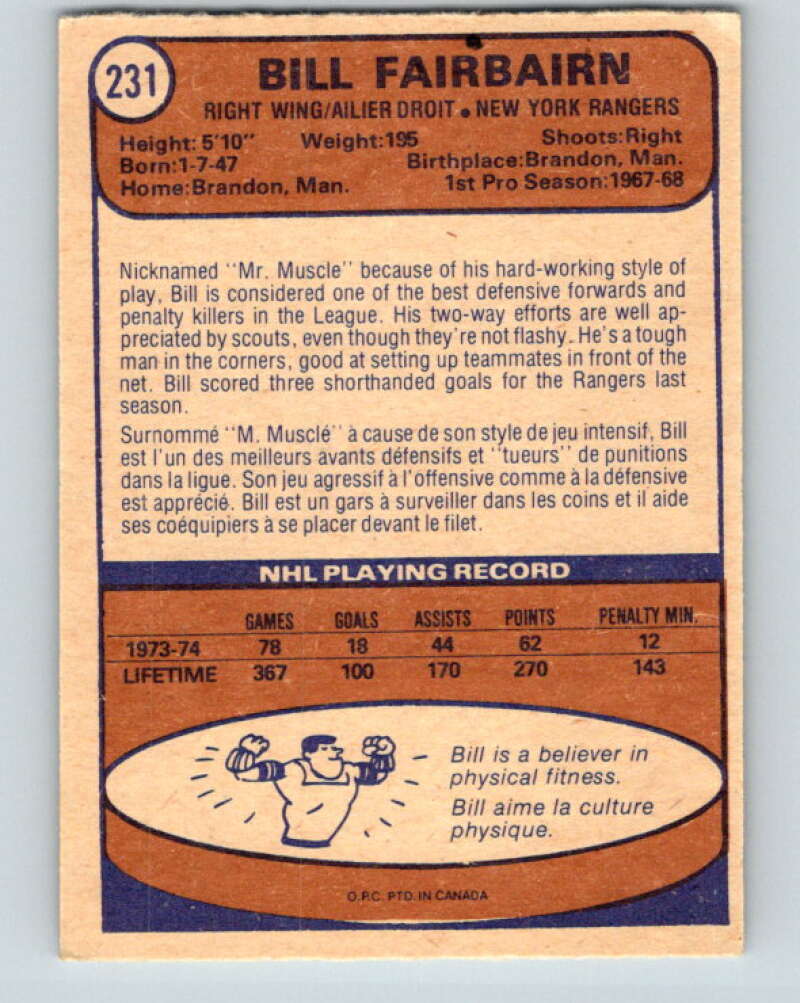 231
BILL FAIRBAIRN
RIGHT WING/AILIER DROIT • NEW YORK RANGERS
Height: 5'10" Weight:195 Shoots:Right
Born:1-7-47 Birthplace:Brandon, Man.
Home:Brandon, Man. 1st Pro Season:1967-68
Nicknamed "Mr. Muscle" because of his hard-working style of
play, Bill is considered one of the best defensive forwards and
penalty killers in the League. His two-way efforts are well ap-
preciated by scouts, even though they're not flashy. He's a tough
man in the corners, good at setting up teammates in front of the
net. Bill scored three shorthanded goals for the Rangers last
season.
Surnommé "M. Musclé" à cause de son style de jeu intensif, Bill
est l'un des meilleurs avants défensifs et "tueurs" de punitions
dans la ligue. Son jeu agressif à l'offensive comme à la défensive
est apprécié. Bill est un gars à surveiller dans les coins et il aide
ses coéquipiers à se placer devant le filet.
NHL PLAYING RECORD
GAMES GOALS ASSISTS POINTS PENALTY MIN.
1973-74 78 18 44 62 12
LIFETIME 367 100 170 270 143
Bill is a believer in
physical fitness.
Bill aime la culture
physique.
O.P.C. PTD. IN CANADA